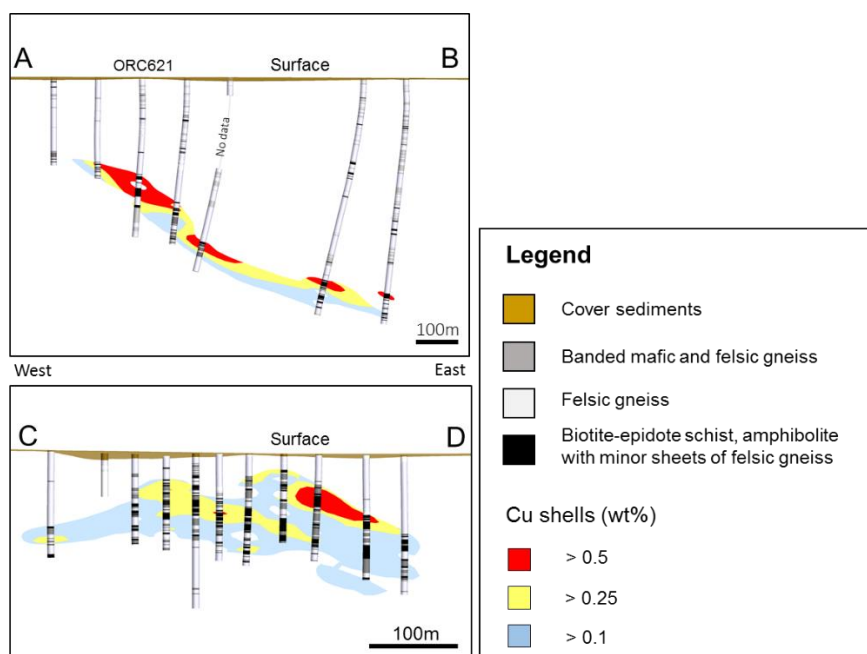 A
ORC621
Surface
B
No data
100m
West
East
C
Surface
D
100m
Legend
Cover sediments
Banded mafic and felsic gneiss
Felsic gneiss
Biotite-epidote schist, amphibolite
with minor sheets of felsic gneiss
Cu shells (wt%)
> 0.5
> 0.25
> 0.1